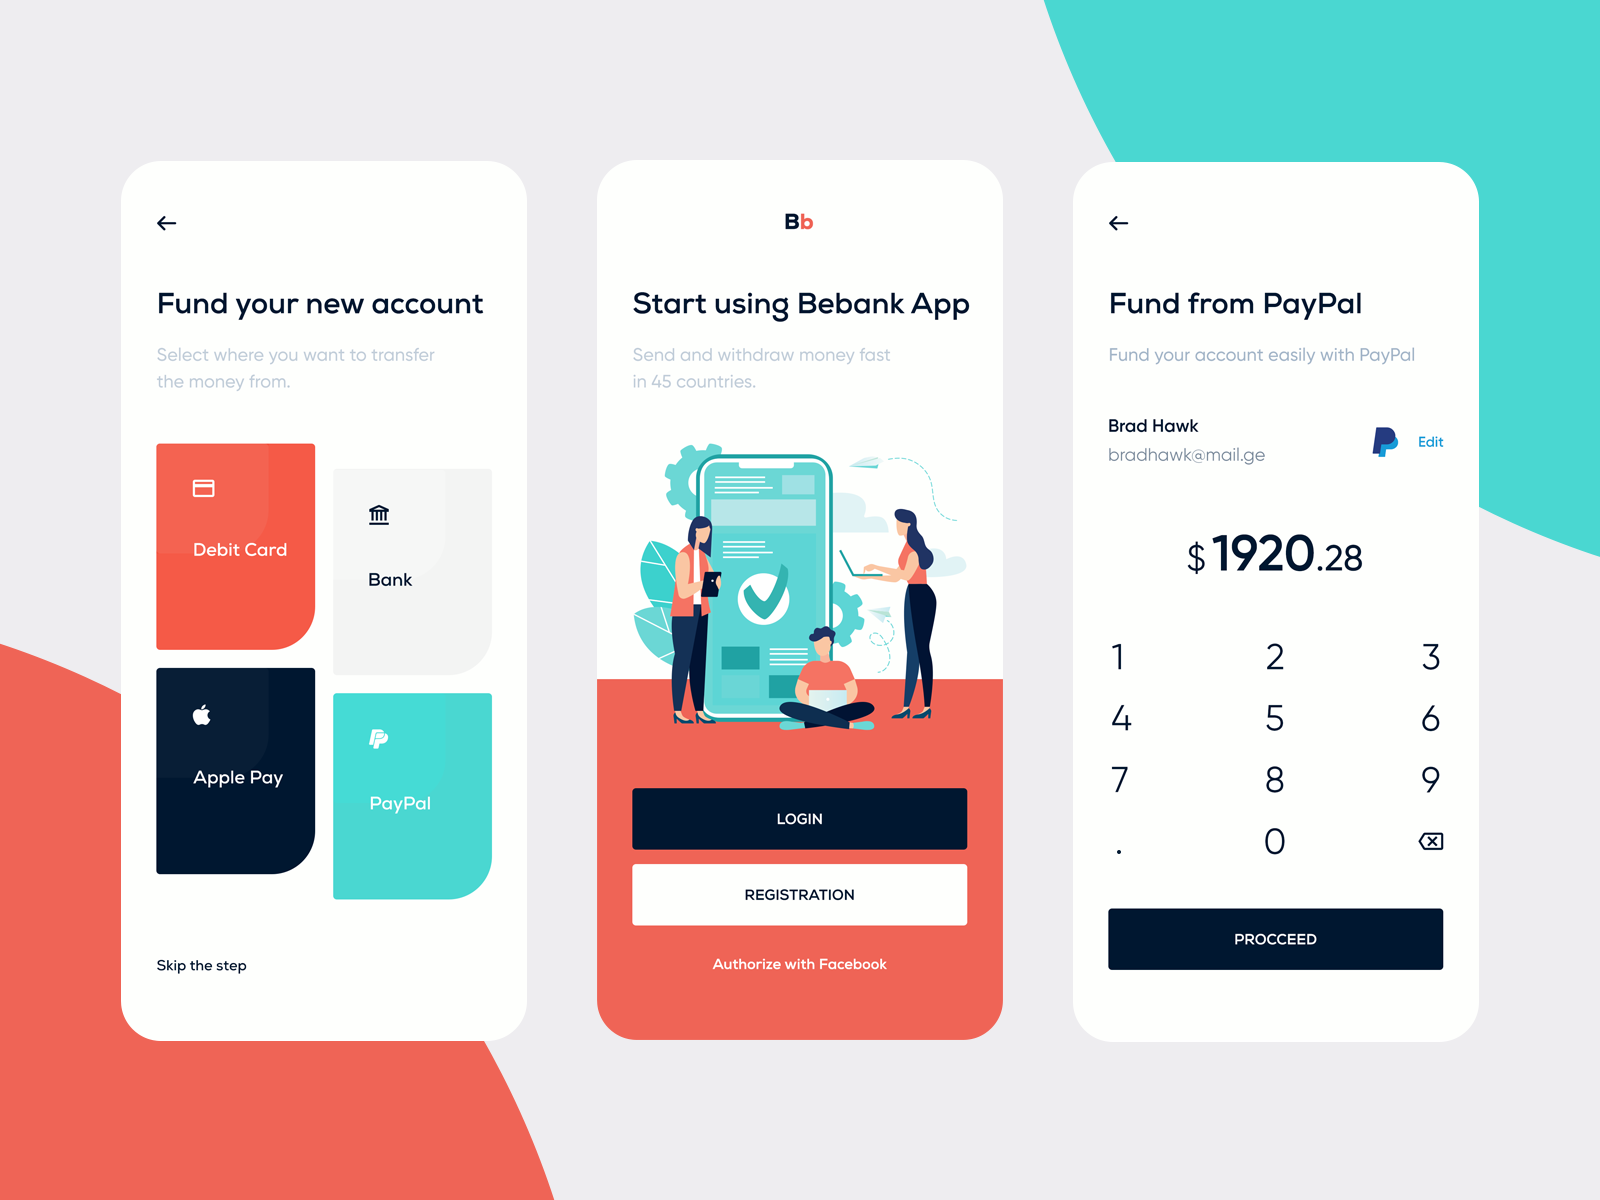 Fund your new account
Select where you want to transfer
the money from.
Debit Card
Bank
Apple Pay
PayPal
Skip the step
Bb
Start using Bebank App
Send and withdraw money fast
in 45 countries.
LOGIN
REGISTRATION
Authorize with Facebook
Fund from PayPal
Fund your account easily with PayPal
Brad Hawk
bradhawk@mail.ge
Edit
$ 1920.28
1 2 3
4 5 6
7 8 9
. 0
PROCCEED